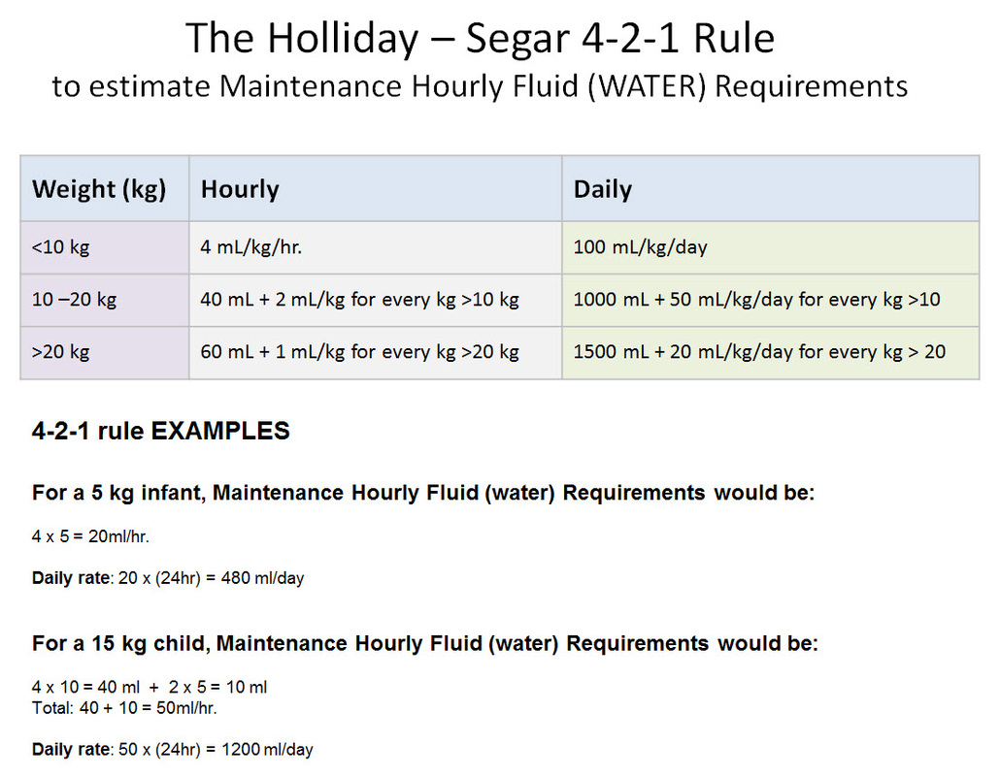 The Holliday – Segar 4-2-1 Rule
to estimate Maintenance Hourly Fluid (WATER) Requirements
Weight (kg) Hourly Daily
<10 kg 4 mL/kg/hr. 100 mL/kg/day
10 –20 kg 40 mL + 2 mL/kg for every kg >10 kg 1000 mL + 50 mL/kg/day for every kg >10
>20 kg 60 mL + 1 mL/kg for every kg >20 kg 1500 mL + 20 mL/kg/day for every kg > 20
4-2-1 rule EXAMPLES
For a 5 kg infant, Maintenance Hourly Fluid (water) Requirements would be:
4 x 5 = 20ml/hr.
Daily rate: 20 x (24hr) = 480 ml/day
For a 15 kg child, Maintenance Hourly Fluid (water) Requirements would be:
4 x 10 = 40 ml + 2 x 5 = 10 ml
Total: 40 + 10 = 50ml/hr.
Daily rate: 50 x (24hr) = 1200 ml/day